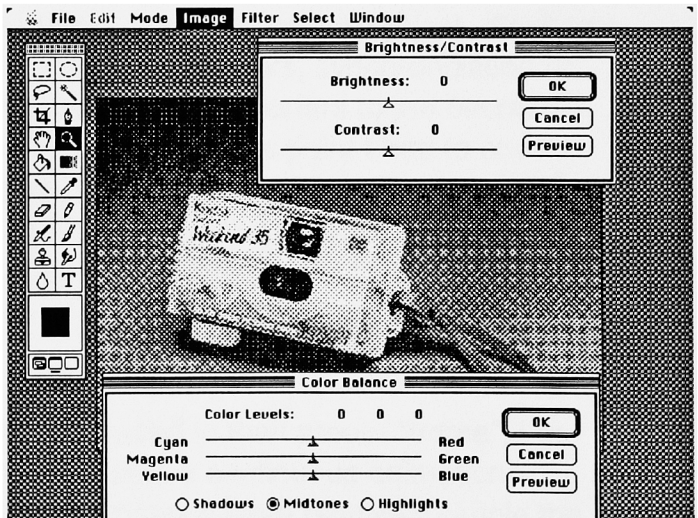 File Edit Mode Image Filter Select Window
Brightness/Contrast
Brightness: 0
OK
Contrast: 0
Cancel
Preview
Kodak
Weekend 35
T
Color Balance
Color Levels: 0 0 0
OK
Cyan Red
Cancel
Magenta Green
Yellow Blue
Preview
Shadows Midtones Highlights